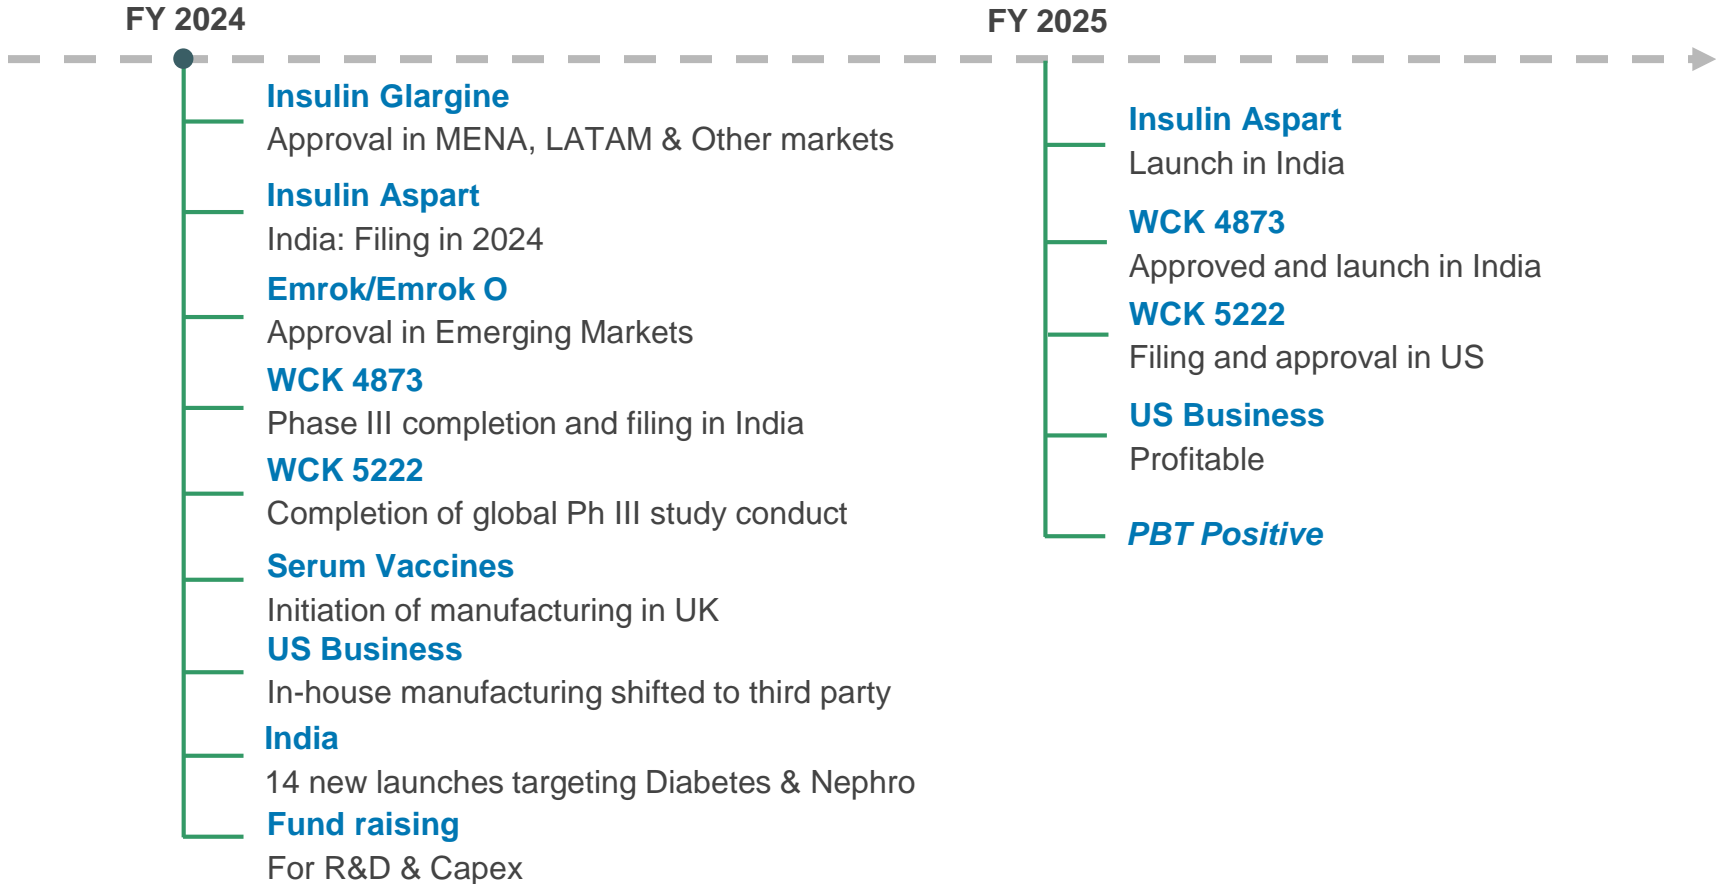 FY 2024
Insulin Glargine
Approval in MENA, LATAM & Other markets
Insulin Aspart
India: Filing in 2024
Emrok/Emrok O
Approval in Emerging Markets
WCK 4873
Phase III completion and filing in India
WCK 5222
Completion of global Ph III study conduct
Serum Vaccines
Initiation of manufacturing in UK
US Business
In-house manufacturing shifted to third party
India
14 new launches targeting Diabetes & Nephro
Fund raising
For R&D & Capex
FY 2025
Insulin Aspart
Launch in India
WCK 4873
Approved and launch in India
WCK 5222
Filing and approval in US
US Business
Profitable
PBT Positive